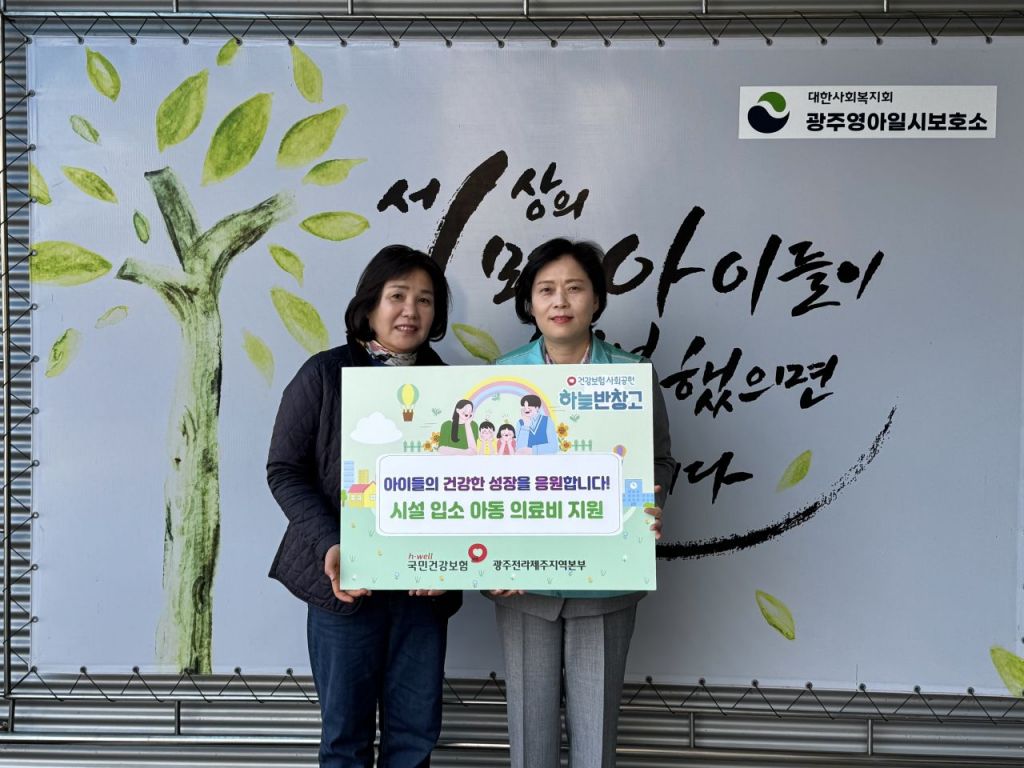 대한사회복지회
광주영아일시보호소
세상의
아이들이
했으면
건강보험 사회공헌
하늘반창고
아이들의 건강한 성장을 응원합니다!
시설 입소 아동 의료비 지원
h-well
국민건강보험
광주전라제주지역본부